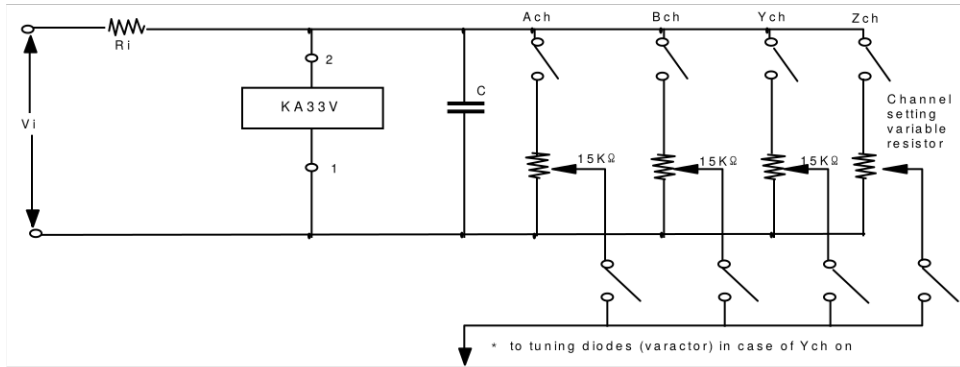 Ach
Bch
Ych
Zch
Ri
2
KA33V
C
Vi
1
Channel
setting
variable
resistor
15KΩ
15KΩ
15KΩ
* to tuning diodes (varactor) in case of Ych on